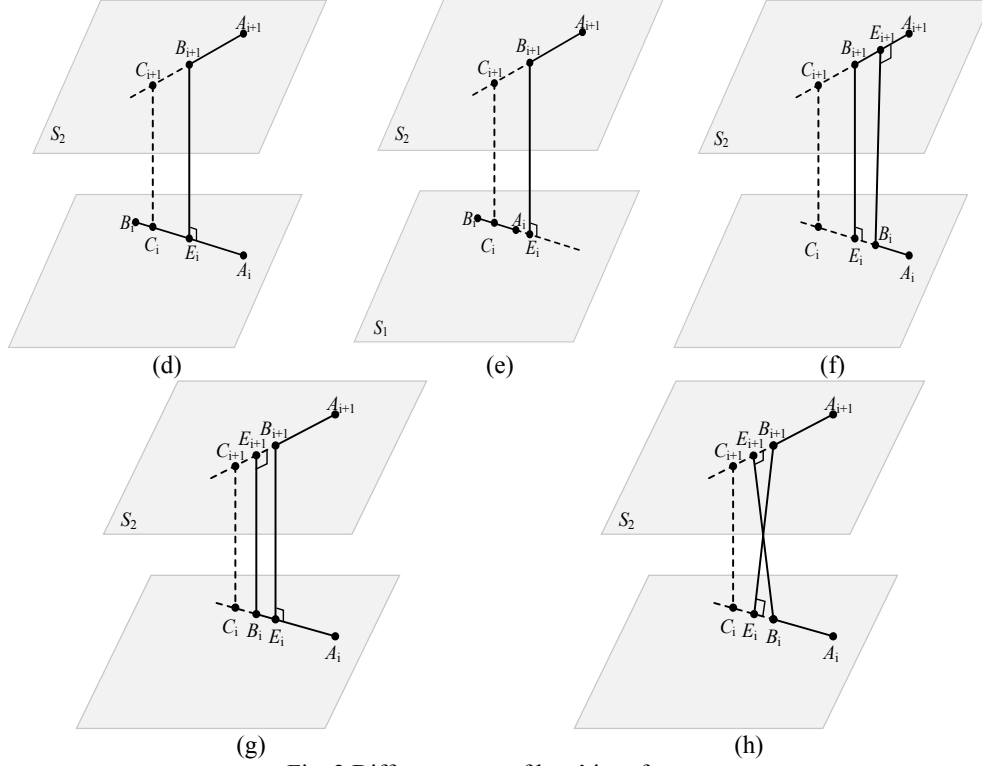 A_{i+1} A_{i+1} E_{i+1} A_{i+1}
B_{i+1} B_{i+1} B_{i+1}
C_{i+1} C_{i+1} C_{i+1}
S_2 S_2 S_2
B_i C_i E_i A_i B_i C_i A_i E_i C_i E_i B_i A_i
S_1
(d) (e) (f)
A_{i+1} A_{i+1}
E_{i+1} B_{i+1} E_{i+1} B_{i+1}
C_{i+1} C_{i+1}
S_2 S_2
C_i B_i E_i A_i C_i E_i B_i A_i
(g) (h)